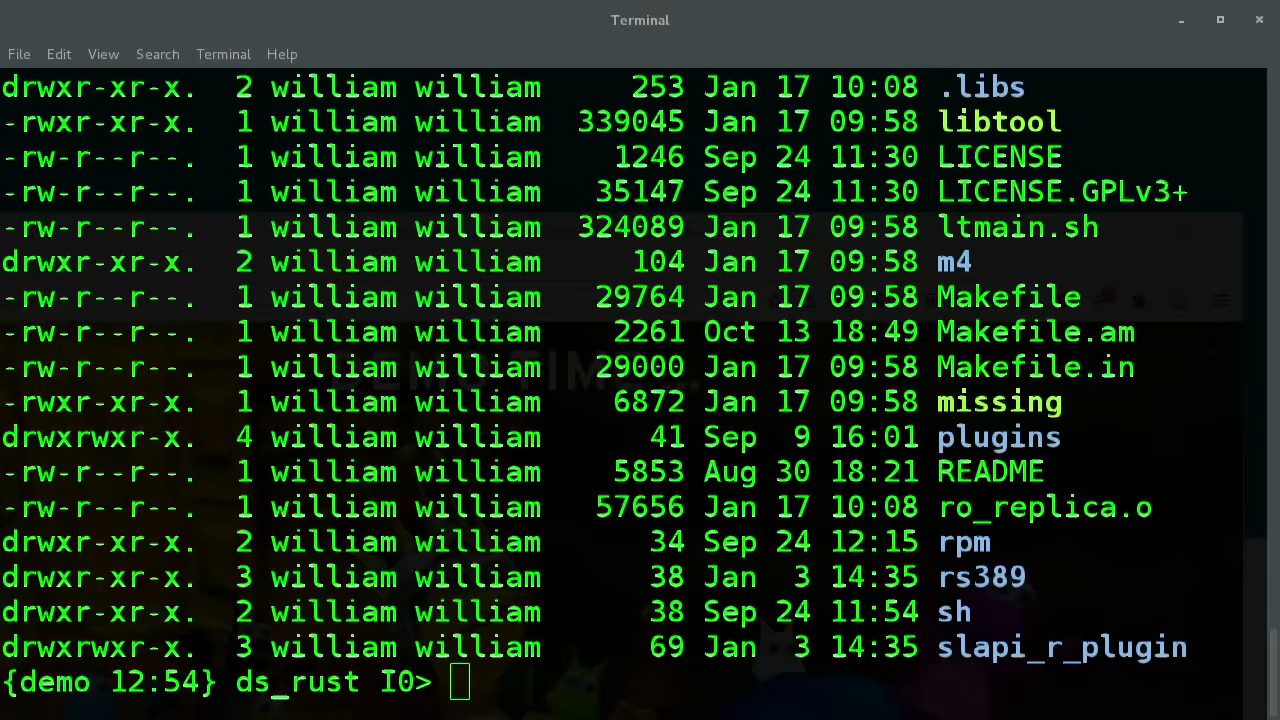 Terminal
File Edit View Search Terminal Help
drwxr-xr-x. 2 william william 253 Jan 17 10:08 .libs
-rwxr-xr-x. 1 william william 339045 Jan 17 09:58 libtool
-rw-r--r--. 1 william william 1246 Sep 24 11:30 LICENSE
-rw-r--r--. 1 william william 35147 Sep 24 11:30 LICENSE.GPLv3+
-rw-r--r--. 1 william william 324089 Jan 17 09:58 ltmain.sh
drwxr-xr-x. 2 william william 104 Jan 17 09:58 m4
-rw-r--r--. 1 william william 29764 Jan 17 09:58 Makefile
-rw-r--r--. 1 william william 2261 Oct 13 18:49 Makefile.am
-rw-r--r--. 1 william william 29000 Jan 17 09:58 Makefile.in
-rwxr-xr-x. 1 william william 6872 Jan 17 09:58 missing
drwxrwxr-x. 4 william william 41 Sep 9 16:01 plugins
-rw-r--r--. 1 william william 5853 Aug 30 18:21 README
-rw-r--r--. 1 william william 57656 Jan 17 10:08 ro_replica.o
drwxr-xr-x. 2 william william 34 Sep 24 12:15 rpm
drwxr-xr-x. 3 william william 38 Jan 3 14:35 rs389
drwxr-xr-x. 2 william william 38 Sep 24 11:54 sh
drwxrwxr-x. 3 william william 69 Jan 3 14:35 slapi_r_plugin
{demo 12:54} ds_rust I0>
DEMO TIME